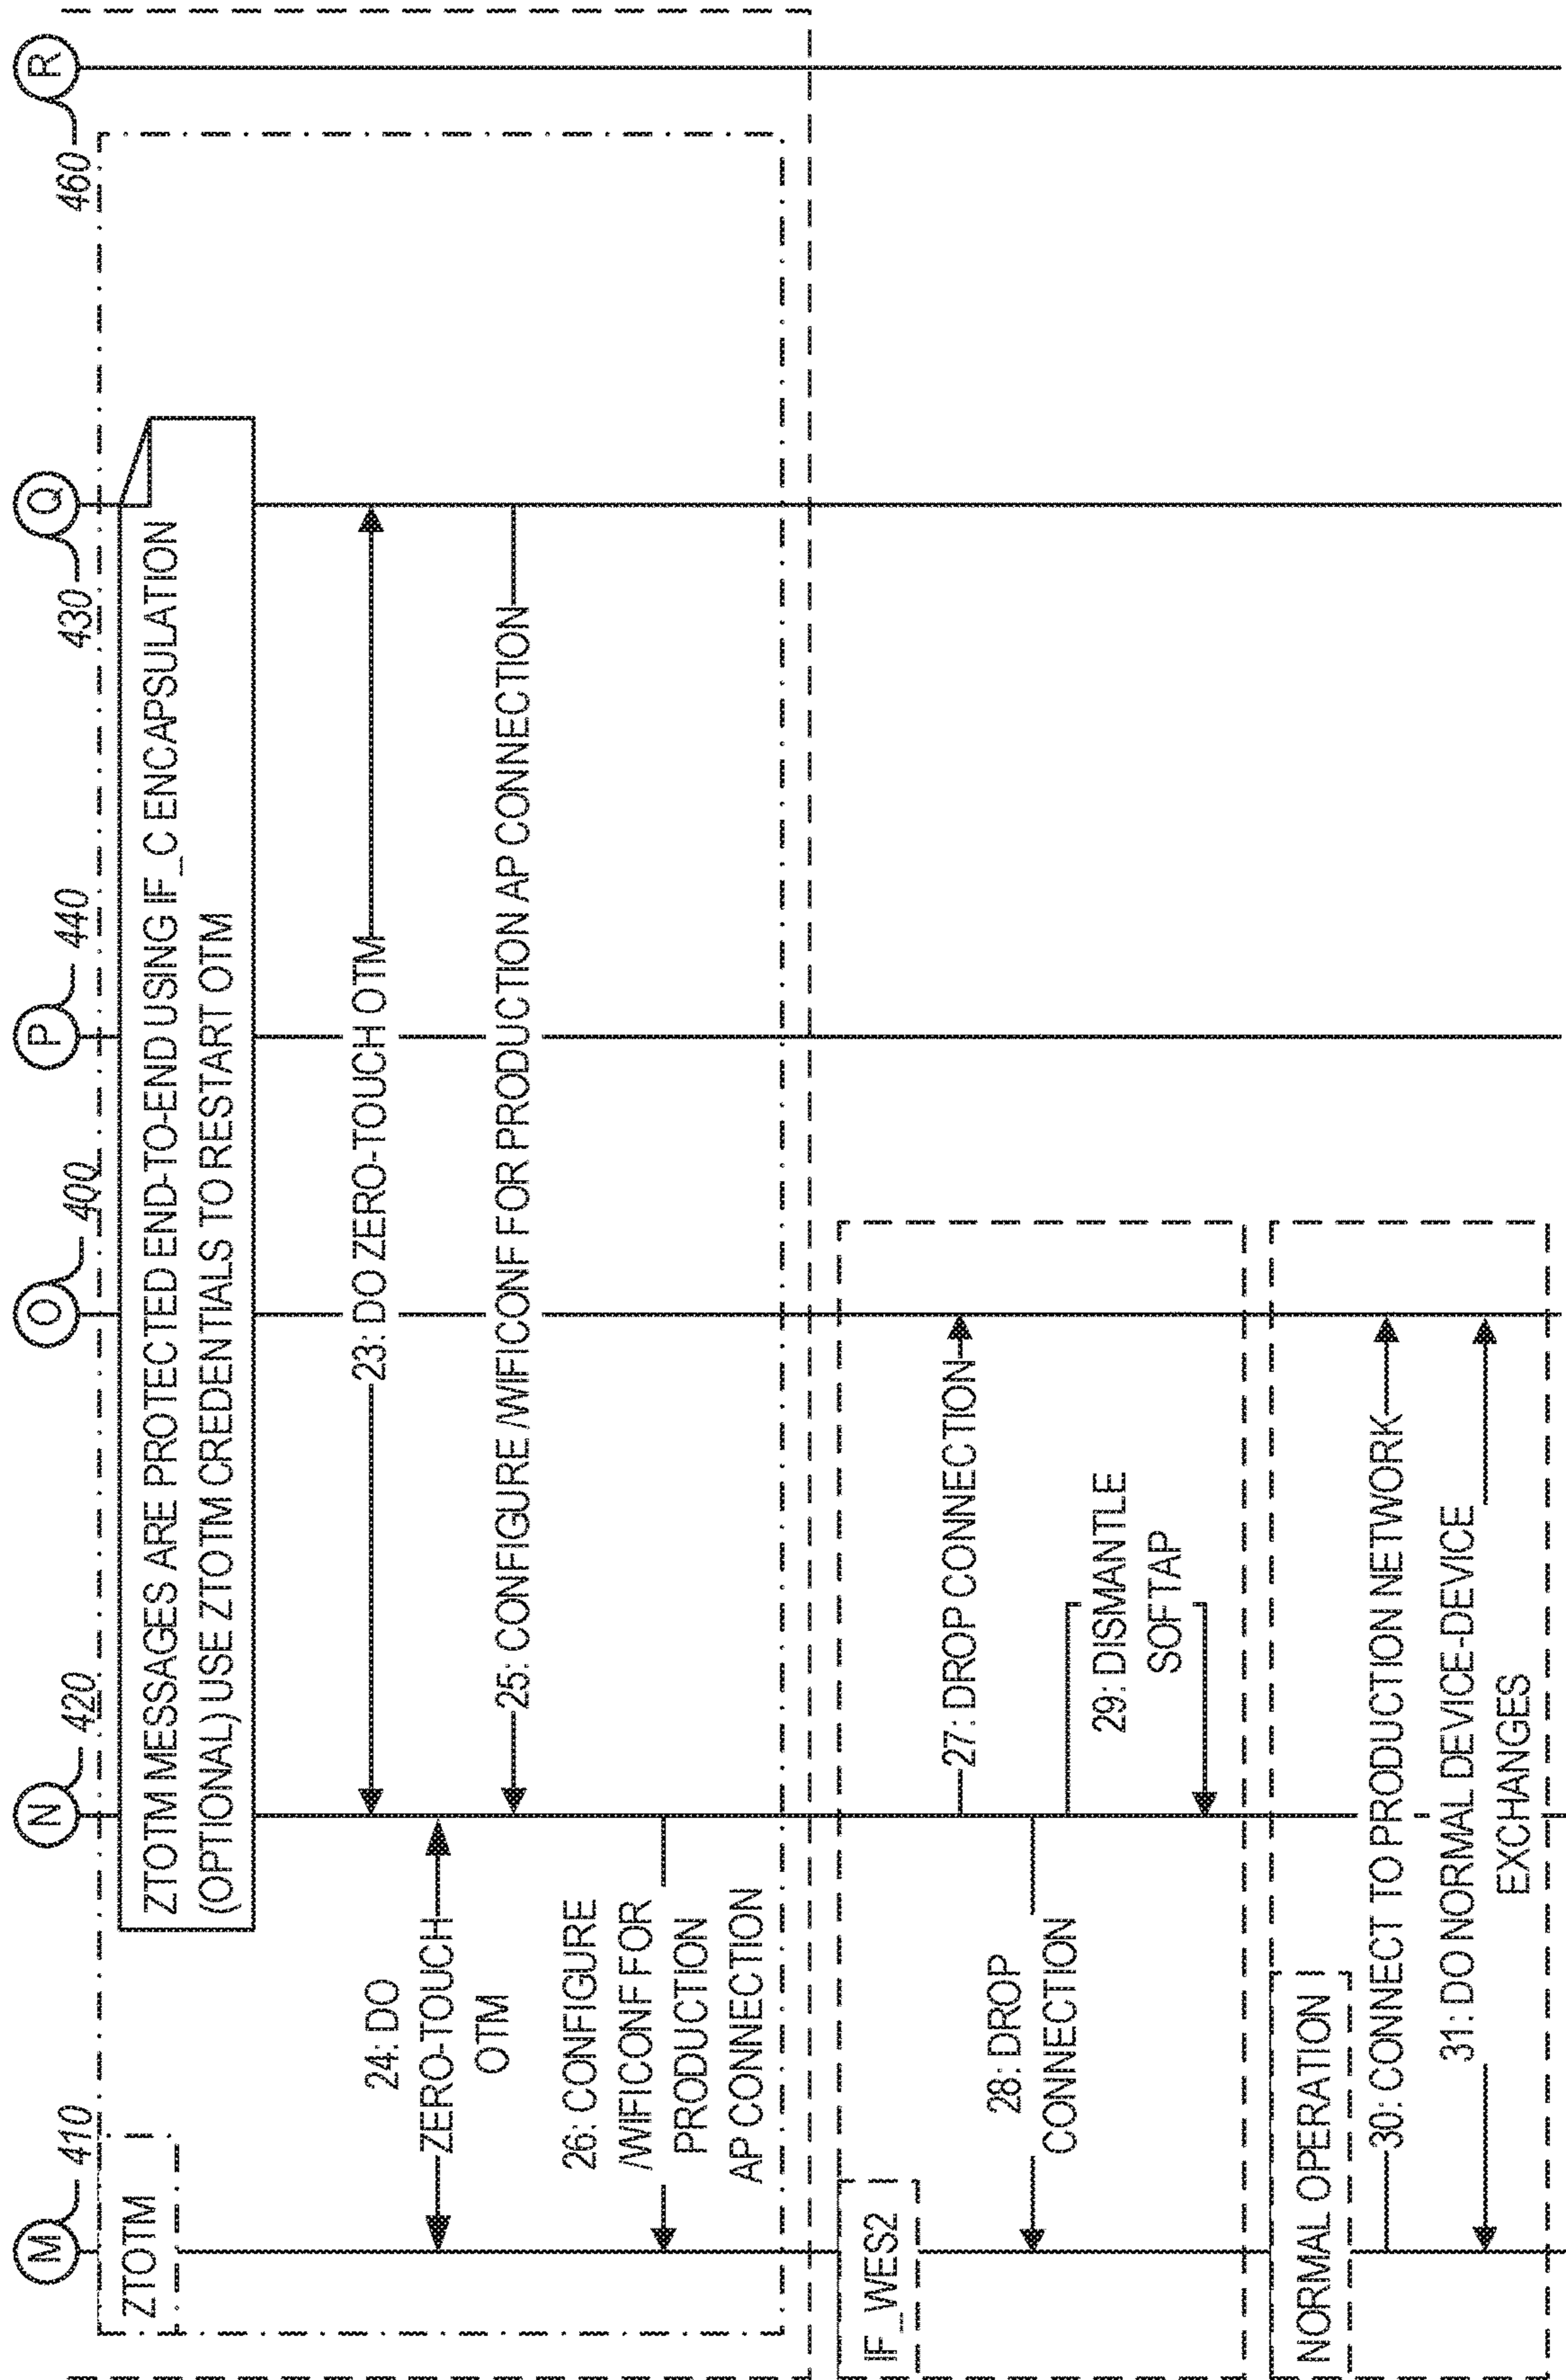 M
410
N
420
O
400
P
440
Q
430
R
460
ZTOTM
ZTOTM MESSAGES ARE PROTECTED END-TO-END USING IF_C ENCAPSULATION
(OPTIONAL) USE ZTOTM CREDENTIALS TO RESTART OTM
23: DO ZERO-TOUCH OTM
24: DO
ZERO-TOUCH
OTM
25: CONFIGURE /WIFICONF FOR PRODUCTION AP CONNECTION
26: CONFIGURE
/WIFICONF FOR
PRODUCTION
AP CONNECTION
IF_WES2
27: DROP CONNECTION
28: DROP
CONNECTION
29: DISMANTLE
SOFTAP
NORMAL OPERATION
30: CONNECT TO PRODUCTION NETWORK
31: DO NORMAL DEVICE-DEVICE
EXCHANGES